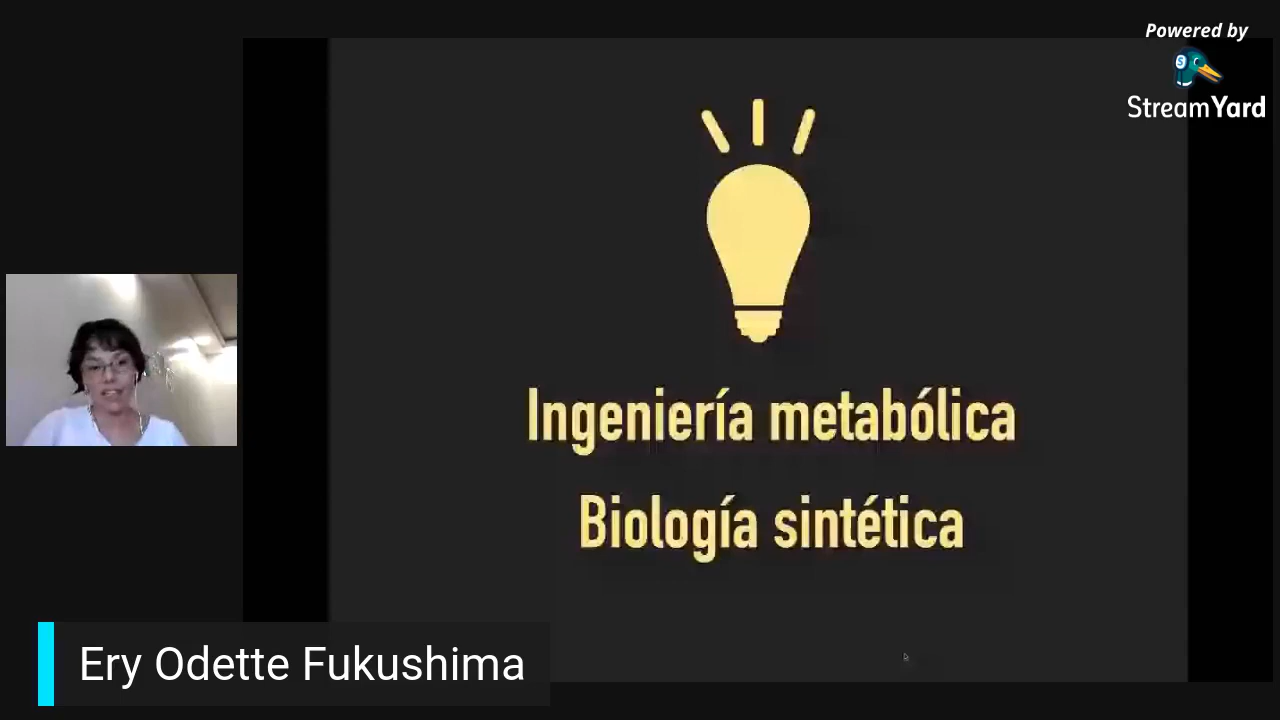 Powered by
StreamYard
Ingeniería metabólica
Biología sintética
Ery Odette Fukushima